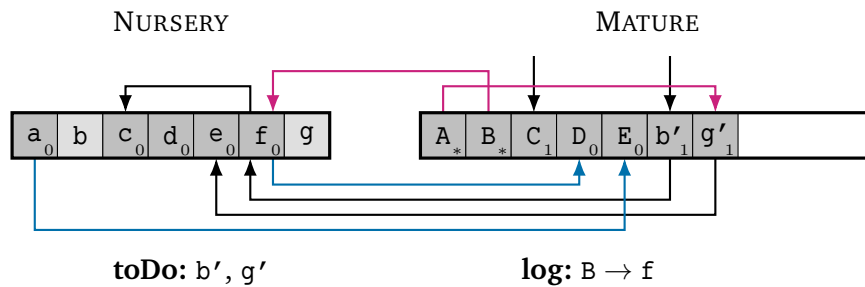 NURSERY MATURE
a₀ b c₀ d₀ e₀ f₀ g A* B* C₁ D₀ E₀ b′₁ g′₁
toDo: b′, g′ log: B → f